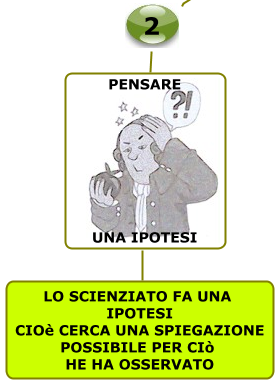 2
PENSARE
?!
UNA IPOTESI
LO SCIENZIATO FA UNA
IPOTESI
CIOè CERCA UNA SPIEGAZIONE
POSSIBILE PER CIò
HE HA OSSERVATO